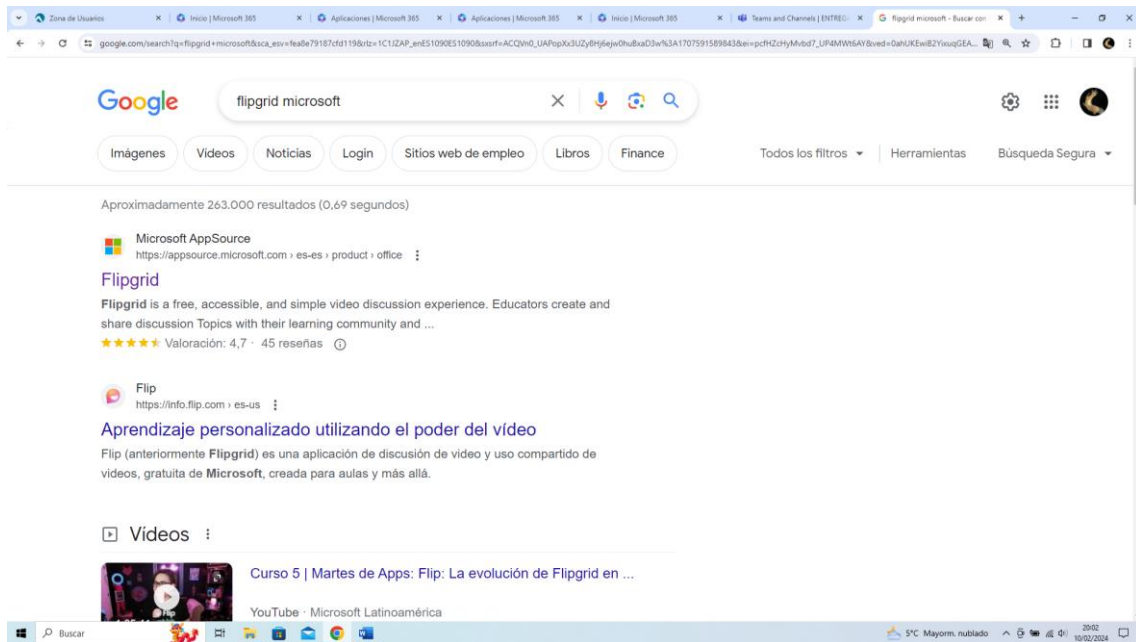 Zona de Usuarios
Inicio | Microsoft 365
Aplicaciones | Microsoft 365
Aplicaciones | Microsoft 365
Inicio | Microsoft 365
Teams and Channels | ENTREG
flipgrid microsoft - Buscar con
Google
flipgrid microsoft
Imágenes
Vídeos
Noticias
Login
Sitios web de empleo
Libros
Finance
Todos los filtros
Herramientas
Búsqueda Segura
Aproximadamente 263.000 resultados (0,69 segundos)
Microsoft AppSource
https://appsource.microsoft.com › es-es › product › office
Flipgrid
Flipgrid is a free, accessible, and simple video discussion experience. Educators create and
share discussion Topics with their learning community and ...
Valoración: 4,7 · 45 reseñas
Flip
https://info.flip.com › es-us
Aprendizaje personalizado utilizando el poder del vídeo
Flip (anteriormente Flipgrid) es una aplicación de discusión de video y uso compartido de
videos, gratuita de Microsoft, creada para aulas y más allá.
Vídeos
Curso 5 | Martes de Apps: Flip: La evolución de Flipgrid en ...
YouTube · Microsoft Latinoamérica
Buscar
5°C Mayorm. nublado
20:02
10/02/2024